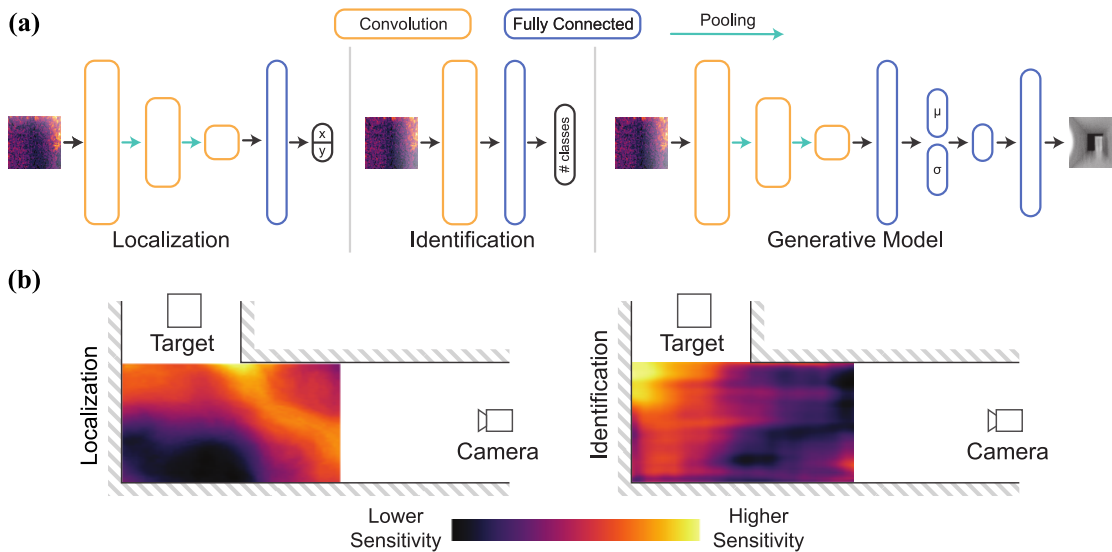 (a)
Convolution
Fully Connected
Pooling
x
y
# classes
μ
σ
Localization
Identification
Generative Model
(b)
Localization
Target
Camera
Identification
Target
Camera
Lower
Sensitivity
Higher
Sensitivity